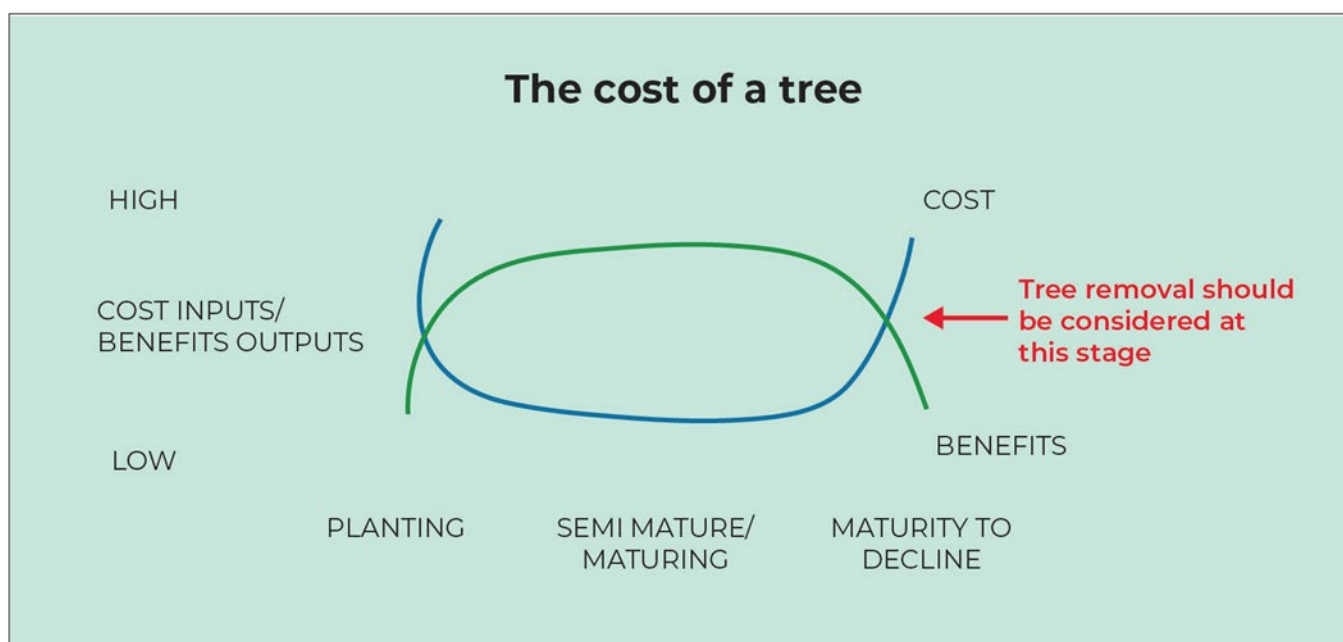 The cost of a tree
HIGH
COST
COST INPUTS/
BENEFITS OUTPUTS
Tree removal should
be considered at
this stage
LOW
BENEFITS
PLANTING
SEMI MATURE/
MATURING
MATURITY TO
DECLINE